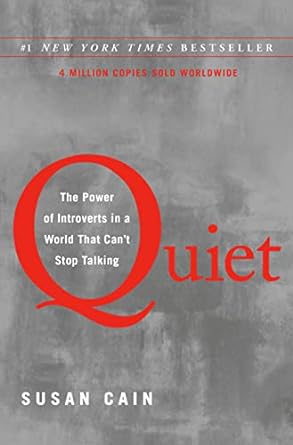 #1 NEW YORK TIMES BESTSELLER
4 MILLION COPIES SOLD WORLDWIDE
The Power
of Introverts in a
World That Can't
Stop Talking
Quiet
SUSAN CAIN